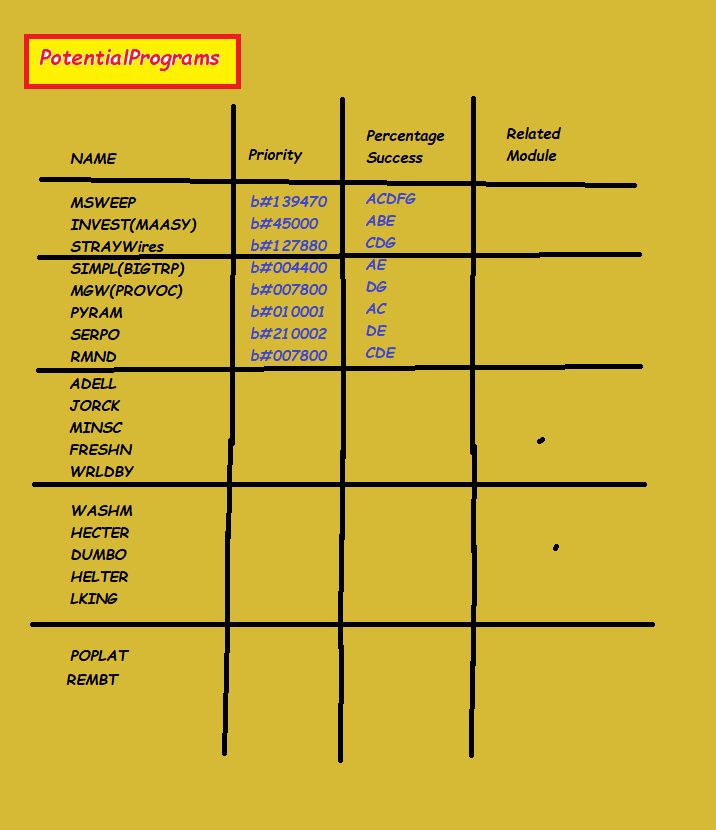 PotentialPrograms
NAME Priority Percentage Success Related Module
MSWEEP b#139470 ACDFG
INVEST(MAASY) b#45000 ABE
STRAYWires b#127880 CDG
SIMPL(BIGTRP) b#004400 AE
MGW(PROVOC) b#007800 DG
PYRAM b#010001 AC
SERPO b#210002 DE
RMND b#007800 CDE
ADELL
JORCK
MINSC
FRESHN
WRLDBY
WASHM
HECTER
DUMBO
HELTER
LKING
POPLAT
REMBT